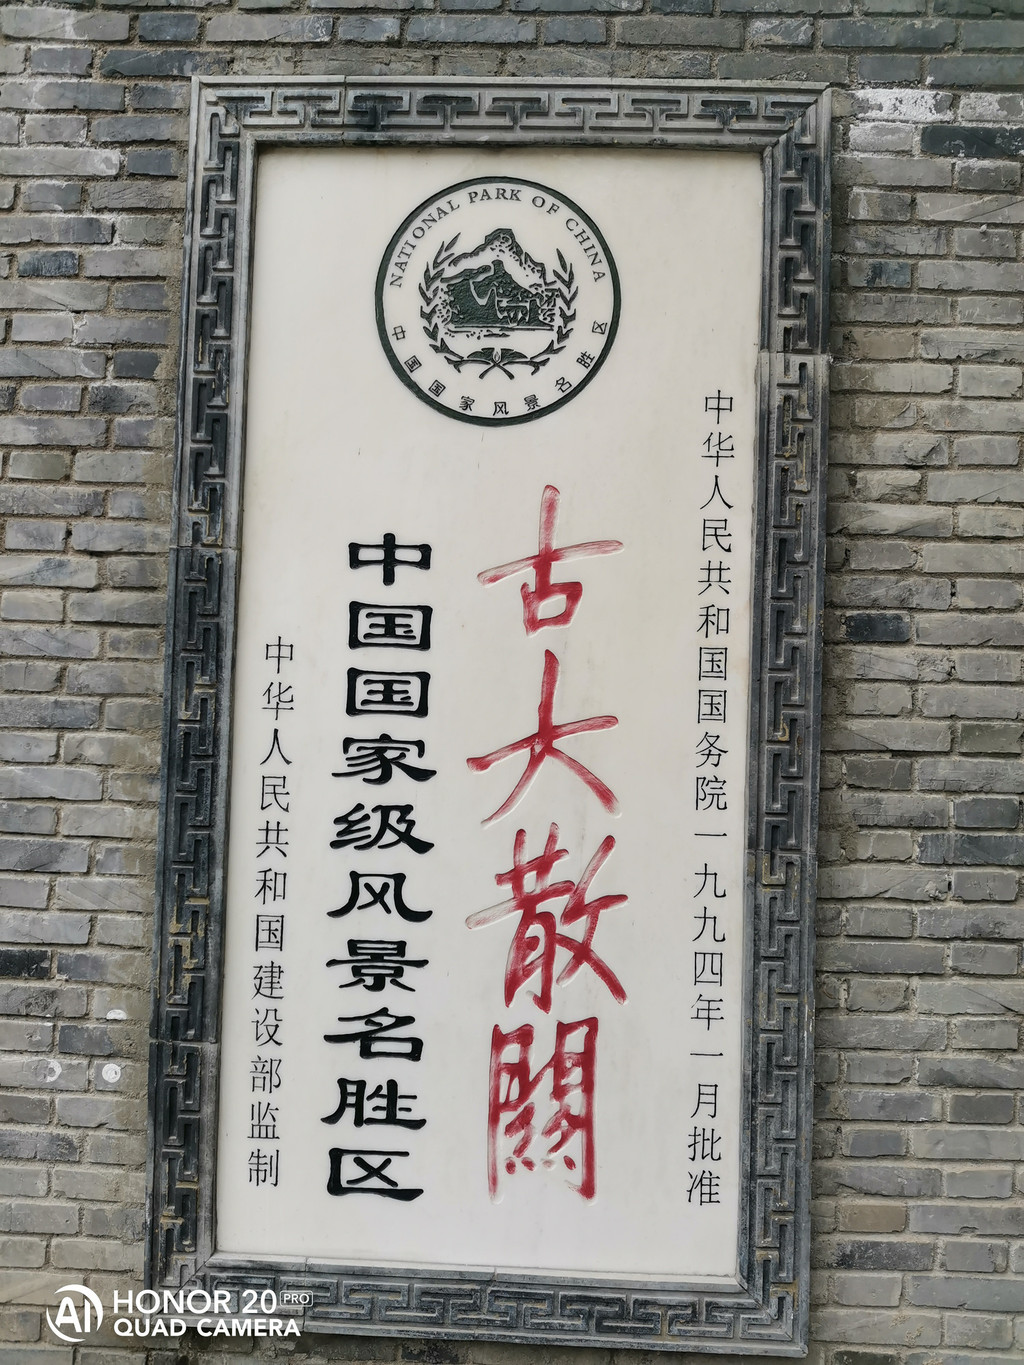 NATIONAL PARK OF CHINA
中国国家风景名胜区
中华人民共和国国务院一九九四年一月批准
古大散關
中国国家级风景名胜区
中华人民共和国建设部监制
HONOR 20 PRO
QUAD CAMERA
AI